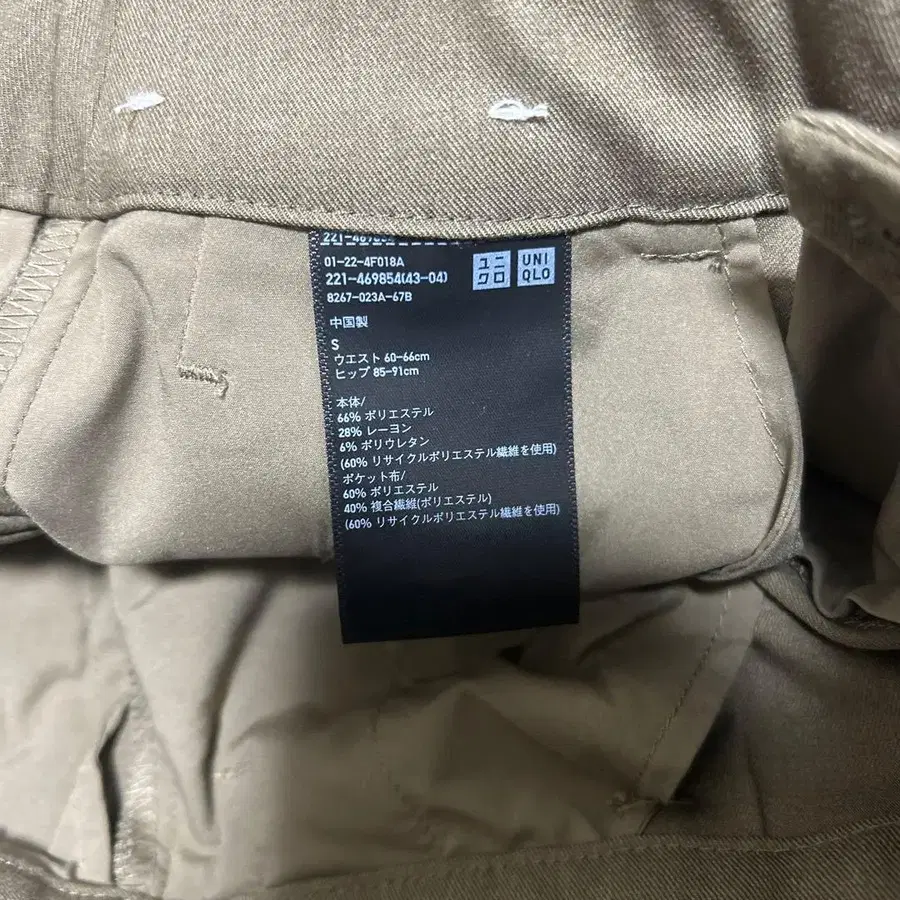 221-469854
01-22-4F018A
221-469854(43-04)
8267-023A-67B
ユニクロ
UNIQLO
中国製
S
ウエスト 60-66cm
ヒップ 85-91cm
本体/
66% ポリエステル
28% レーヨン
6% ポリウレタン
(60% リサイクルポリエステル繊維を使用)
ポケット布/
60% ポリエステル
40% 複合繊維(ポリエステル)
(60% リサイクルポリエステル繊維を使用)